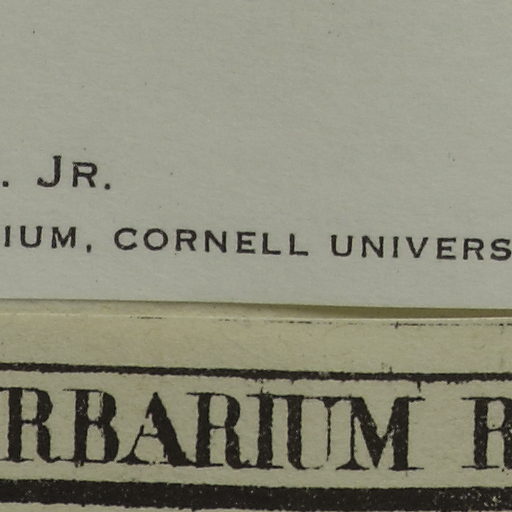 . JR.
IUM, CORNELL UNIVERS
RBARIUM R